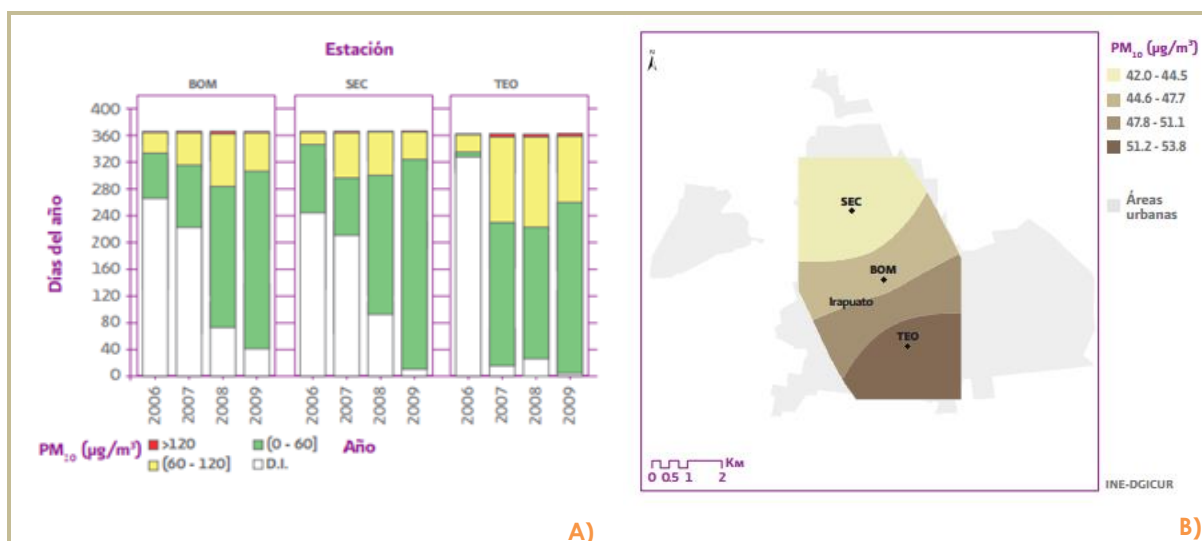 Estación
BOM
SEC
TEO
Días del año
400
360
320
280
240
200
160
120
80
40
0
2006
2007
2008
2009
2006
2007
2008
2009
2006
2007
2008
2009
Año
PM₁₀ (μg/m³)
>120
(0 - 60]
(60 - 120]
D.I.
A)
N
SEC
BOM
Irapuato
TEO
Км
0 0.5 1 2
PM₁₀ (μg/m³)
42.0 - 44.5
44.6 - 47.7
47.8 - 51.1
51.2 - 53.8
Áreas
urbanas
INE-DGICUR
B)